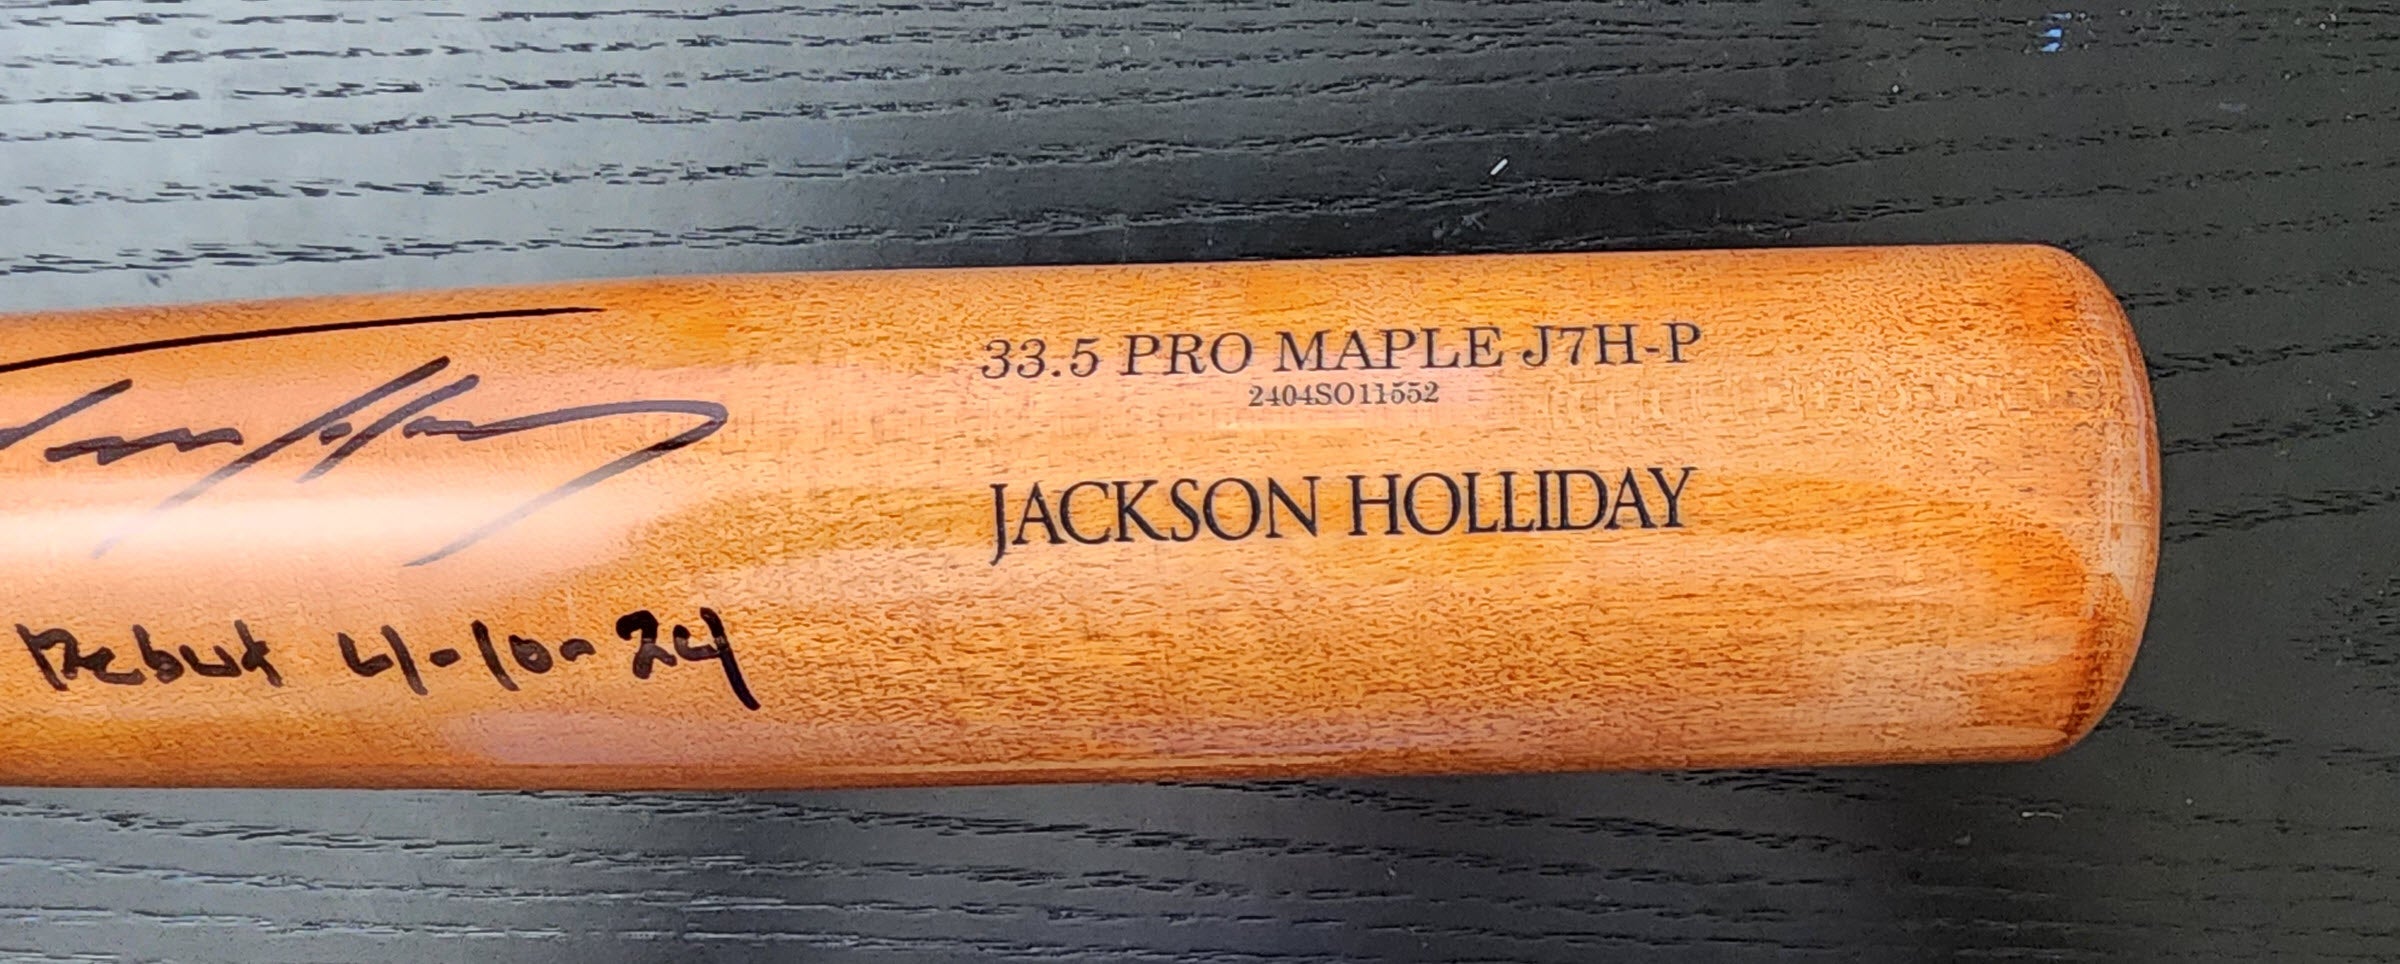 33.5 PRO MAPLE J7H-P
2404SO11552
JACKSON HOLLIDAY
Debut 4-10-24